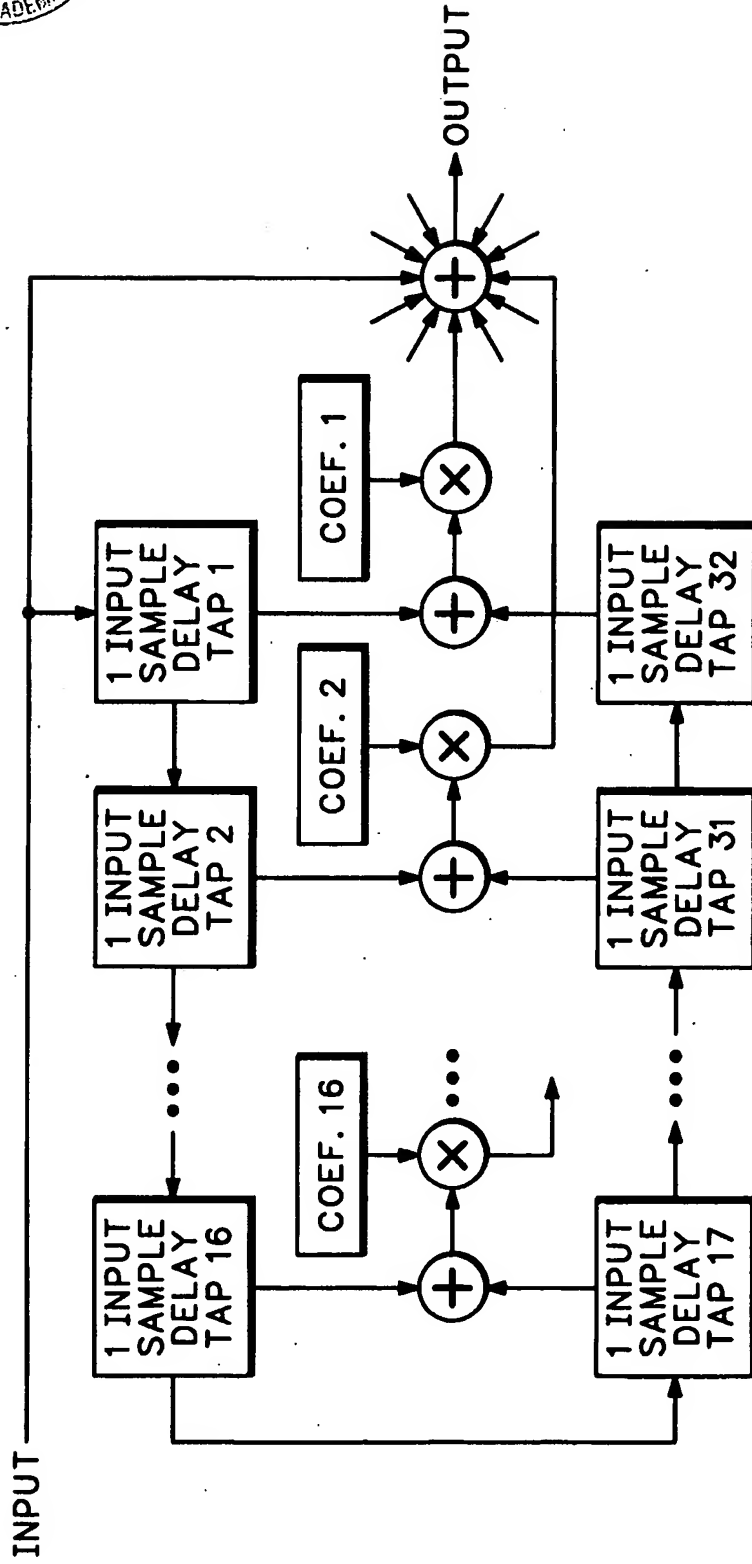 INPUT
1 INPUT
SAMPLE
DELAY
TAP 16
1 INPUT
SAMPLE
DELAY
TAP 2
1 INPUT
SAMPLE
DELAY
TAP 1
COEF. 16
COEF. 2
COEF. 1
OUTPUT
1 INPUT
SAMPLE
DELAY
TAP 17
1 INPUT
SAMPLE
DELAY
TAP 31
1 INPUT
SAMPLE
DELAY
TAP 32